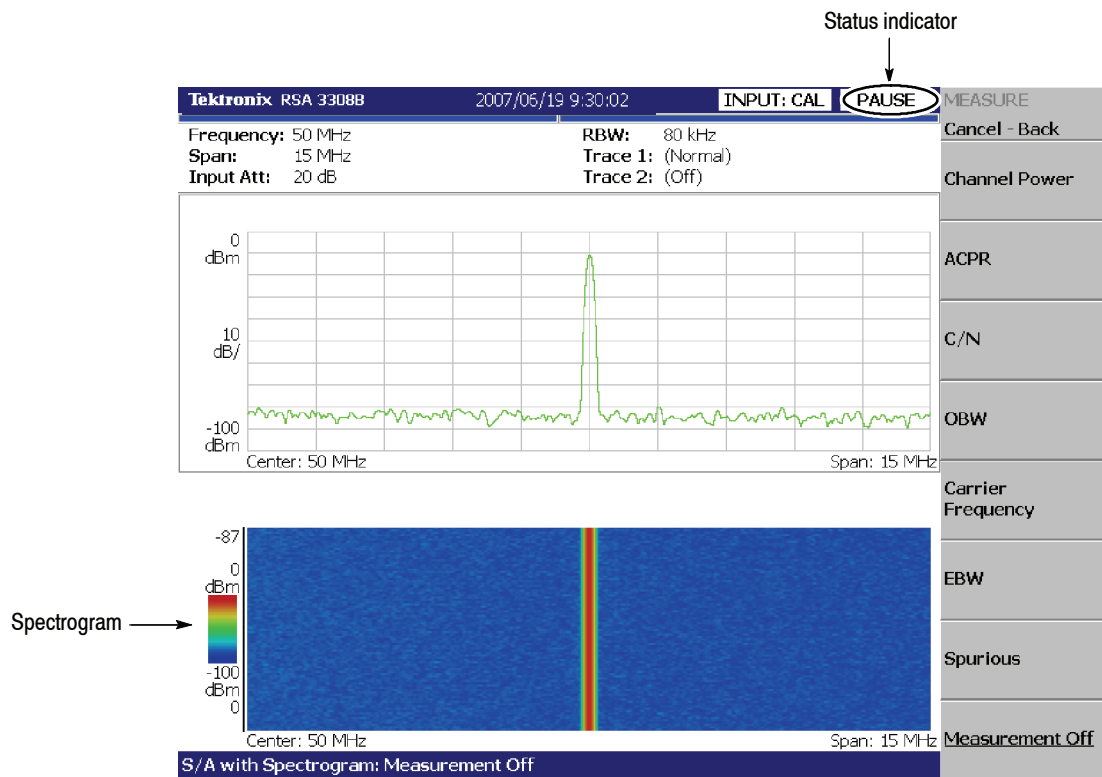 Status indicator
Tektronix RSA 3308B 2007/06/19 9:30:02 INPUT: CAL PAUSE
MEASURE
Cancel - Back
Frequency: 50 MHz RBW: 80 kHz
Span: 15 MHz Trace 1: (Normal)
Input Att: 20 dB Trace 2: (Off)
Channel Power
ACPR
C/N
OBW
Carrier
Frequency
EBW
Spurious
Measurement Off
0
dBm
10
dB/
-100
dBm
Center: 50 MHz Span: 15 MHz
-87
0
dBm
Spectrogram
-100
dBm
0
Center: 50 MHz Span: 15 MHz
S/A with Spectrogram: Measurement Off